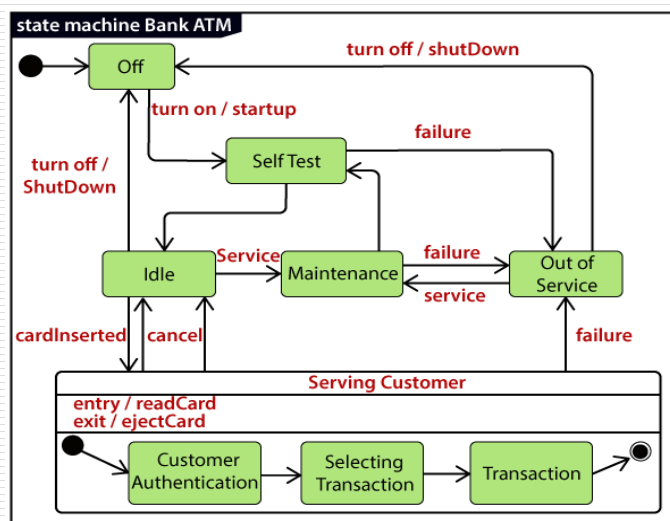 state machine Bank ATM
turn off / shutDown
Off
turn on / startup
failure
Self Test
turn off /
ShutDown
Service
failure
Idle
Maintenance
Out of
Service
service
cardInserted
cancel
failure
Serving Customer
entry / readCard
exit / ejectCard
Customer
Authentication
Selecting
Transaction
Transaction